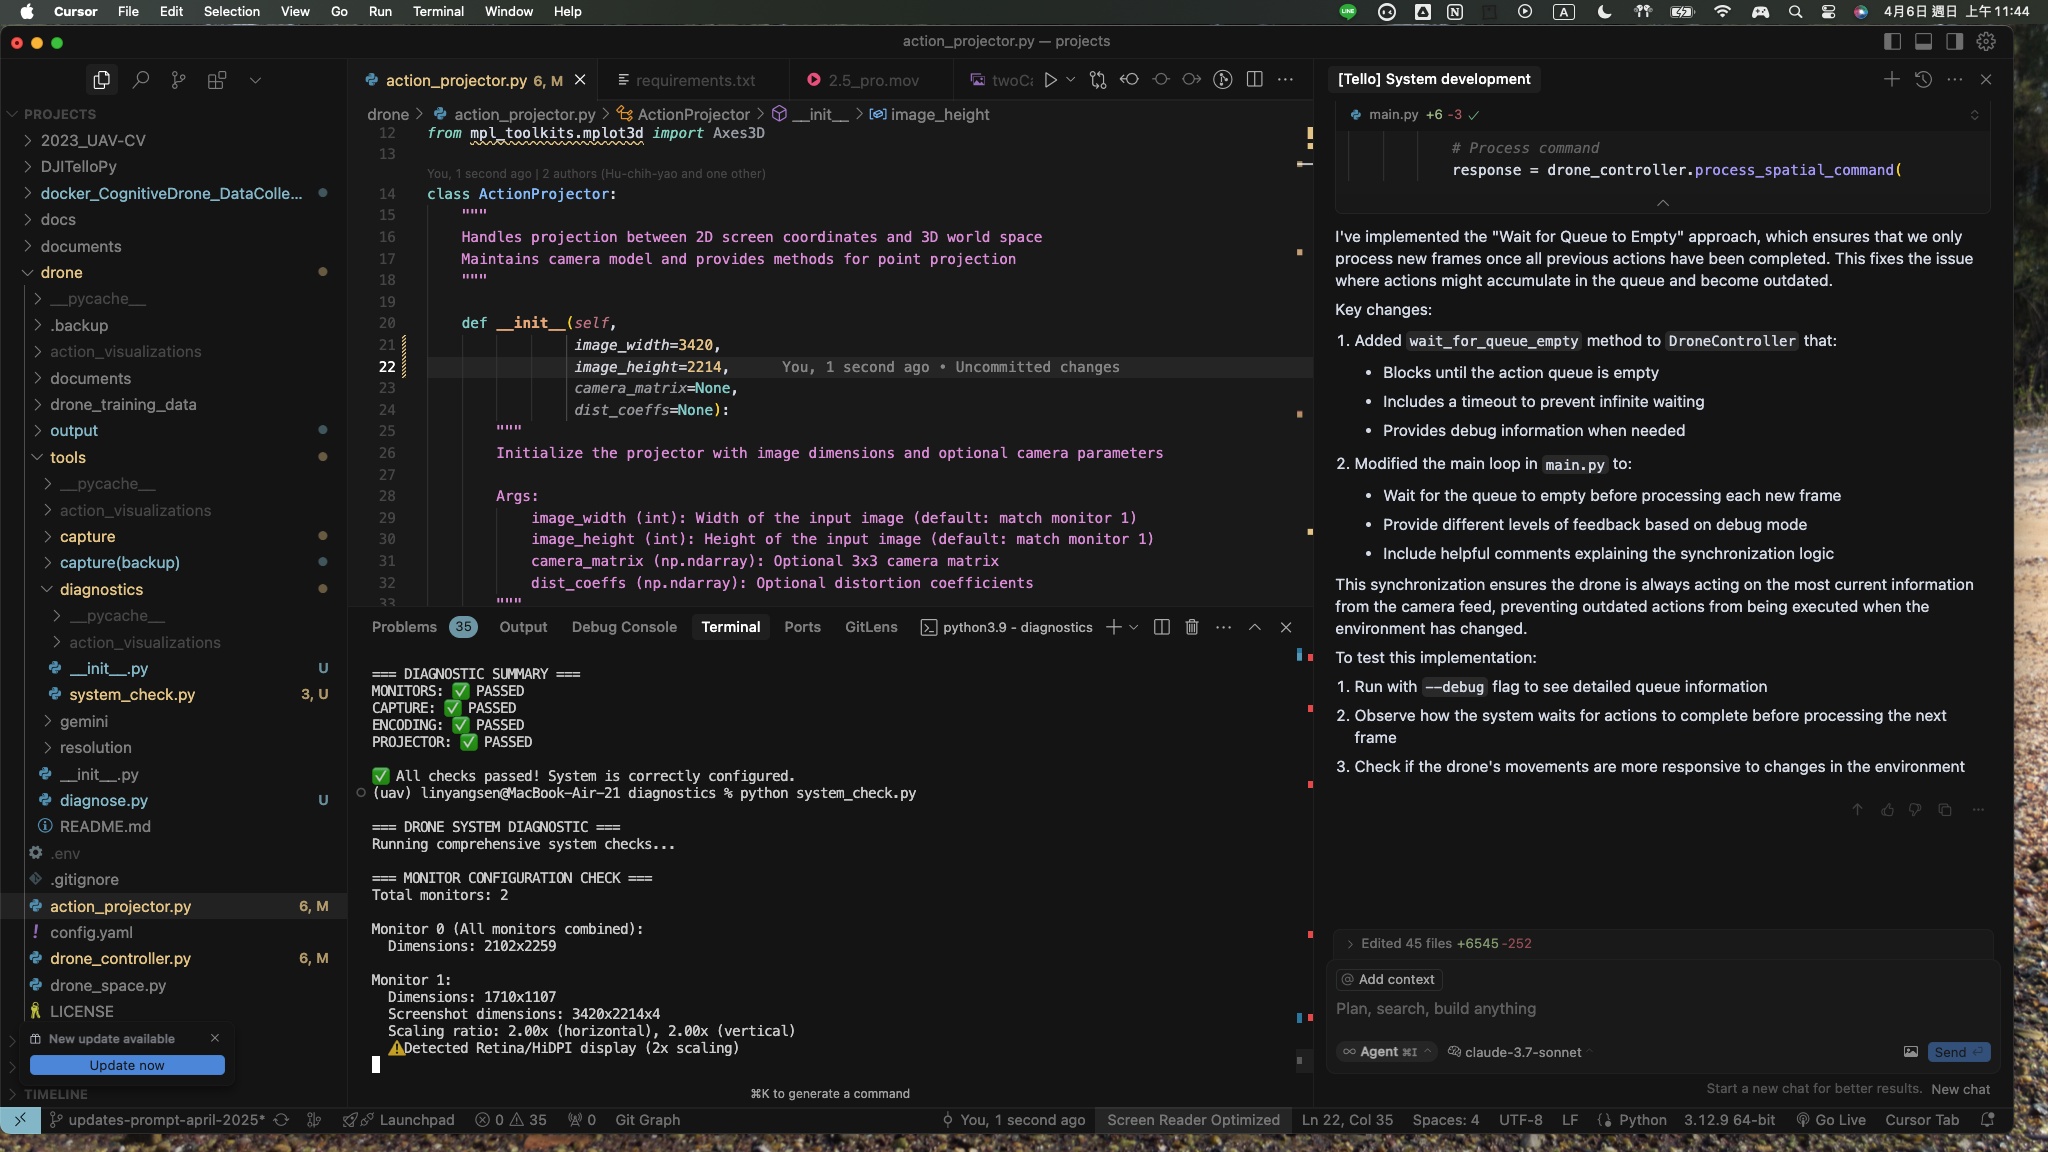 Cursor File Edit Selection View Go Run Terminal Window Help
4月6日 週日 上午11:44
action_projector.py — projects
action_projector.py 6, M
requirements.txt
2.5_pro.mov
twoCa
PROJECTS
2023_UAV-CV
DJITelloPy
docker_CognitiveDrone_DataColle...
docs
documents
drone
__pycache__
.backup
action_visualizations
documents
drone_training_data
output
tools
__pycache__
action_visualizations
capture
capture(backup)
diagnostics
__pycache__
action_visualizations
__init__.py U
system_check.py 3, U
gemini
resolution
__init__.py
diagnose.py U
README.md
.env
.gitignore
action_projector.py 6, M
config.yaml
drone_controller.py 6, M
drone_space.py
LICENSE
New update available
Update now
TIMELINE
drone > action_projector.py > ActionProjector > __init__ > image_height
12 from mpl_toolkits.mplot3d import Axes3D
13
You, 1 second ago | 2 authors (Hu-chih-yao and one other)
14 class ActionProjector:
15 """
16 Handles projection between 2D screen coordinates and 3D world space
17 Maintains camera model and provides methods for point projection
18 """
19
20 def __init__(self,
21 image_width=3420,
22 image_height=2214, You, 1 second ago • Uncommitted changes
23 camera_matrix=None,
24 dist_coeffs=None):
25 """
26 Initialize the projector with image dimensions and optional camera parameters
27
28 Args:
29 image_width (int): Width of the input image (default: match monitor 1)
30 image_height (int): Height of the input image (default: match monitor 1)
31 camera_matrix (np.ndarray): Optional 3x3 camera matrix
32 dist_coeffs (np.ndarray): Optional distortion coefficients
33 """
Problems 35 Output Debug Console Terminal Ports GitLens python3.9 - diagnostics
=== DIAGNOSTIC SUMMARY ===
MONITORS: ✅ PASSED
CAPTURE: ✅ PASSED
ENCODING: ✅ PASSED
PROJECTOR: ✅ PASSED
✅ All checks passed! System is correctly configured.
(uav) linyangsen@MacBook-Air-21 diagnostics % python system_check.py
=== DRONE SYSTEM DIAGNOSTIC ===
Running comprehensive system checks...
=== MONITOR CONFIGURATION CHECK ===
Total monitors: 2
Monitor 0 (All monitors combined):
Dimensions: 2102x2259
Monitor 1:
Dimensions: 1710x1107
Screenshot dimensions: 3420x2214x4
Scaling ratio: 2.00x (horizontal), 2.00x (vertical)
⚠️Detected Retina/HiDPI display (2x scaling)
⌘K to generate a command
[Tello] System development
main.py +6 -3 ✓
# Process command
response = drone_controller.process_spatial_command(
I've implemented the "Wait for Queue to Empty" approach, which ensures that we only
process new frames once all previous actions have been completed. This fixes the issue
where actions might accumulate in the queue and become outdated.
Key changes:
1. Added wait_for_queue_empty method to DroneController that:
• Blocks until the action queue is empty
• Includes a timeout to prevent infinite waiting
• Provides debug information when needed
2. Modified the main loop in main.py to:
• Wait for the queue to empty before processing each new frame
• Provide different levels of feedback based on debug mode
• Include helpful comments explaining the synchronization logic
This synchronization ensures the drone is always acting on the most current information
from the camera feed, preventing outdated actions from being executed when the
environment has changed.
To test this implementation:
1. Run with --debug flag to see detailed queue information
2. Observe how the system waits for actions to complete before processing the next
frame
3. Check if the drone's movements are more responsive to changes in the environment
Edited 45 files +6545 -252
@ Add context
Plan, search, build anything
∞ Agent ⌘I claude-3.7-sonnet Send
Start a new chat for better results. New chat
updates-prompt-april-2025* Launchpad 0 35 0 Git Graph You, 1 second ago Screen Reader Optimized Ln 22, Col 35 Spaces: 4 UTF-8 LF Python 3.12.9 64-bit Go Live Cursor Tab